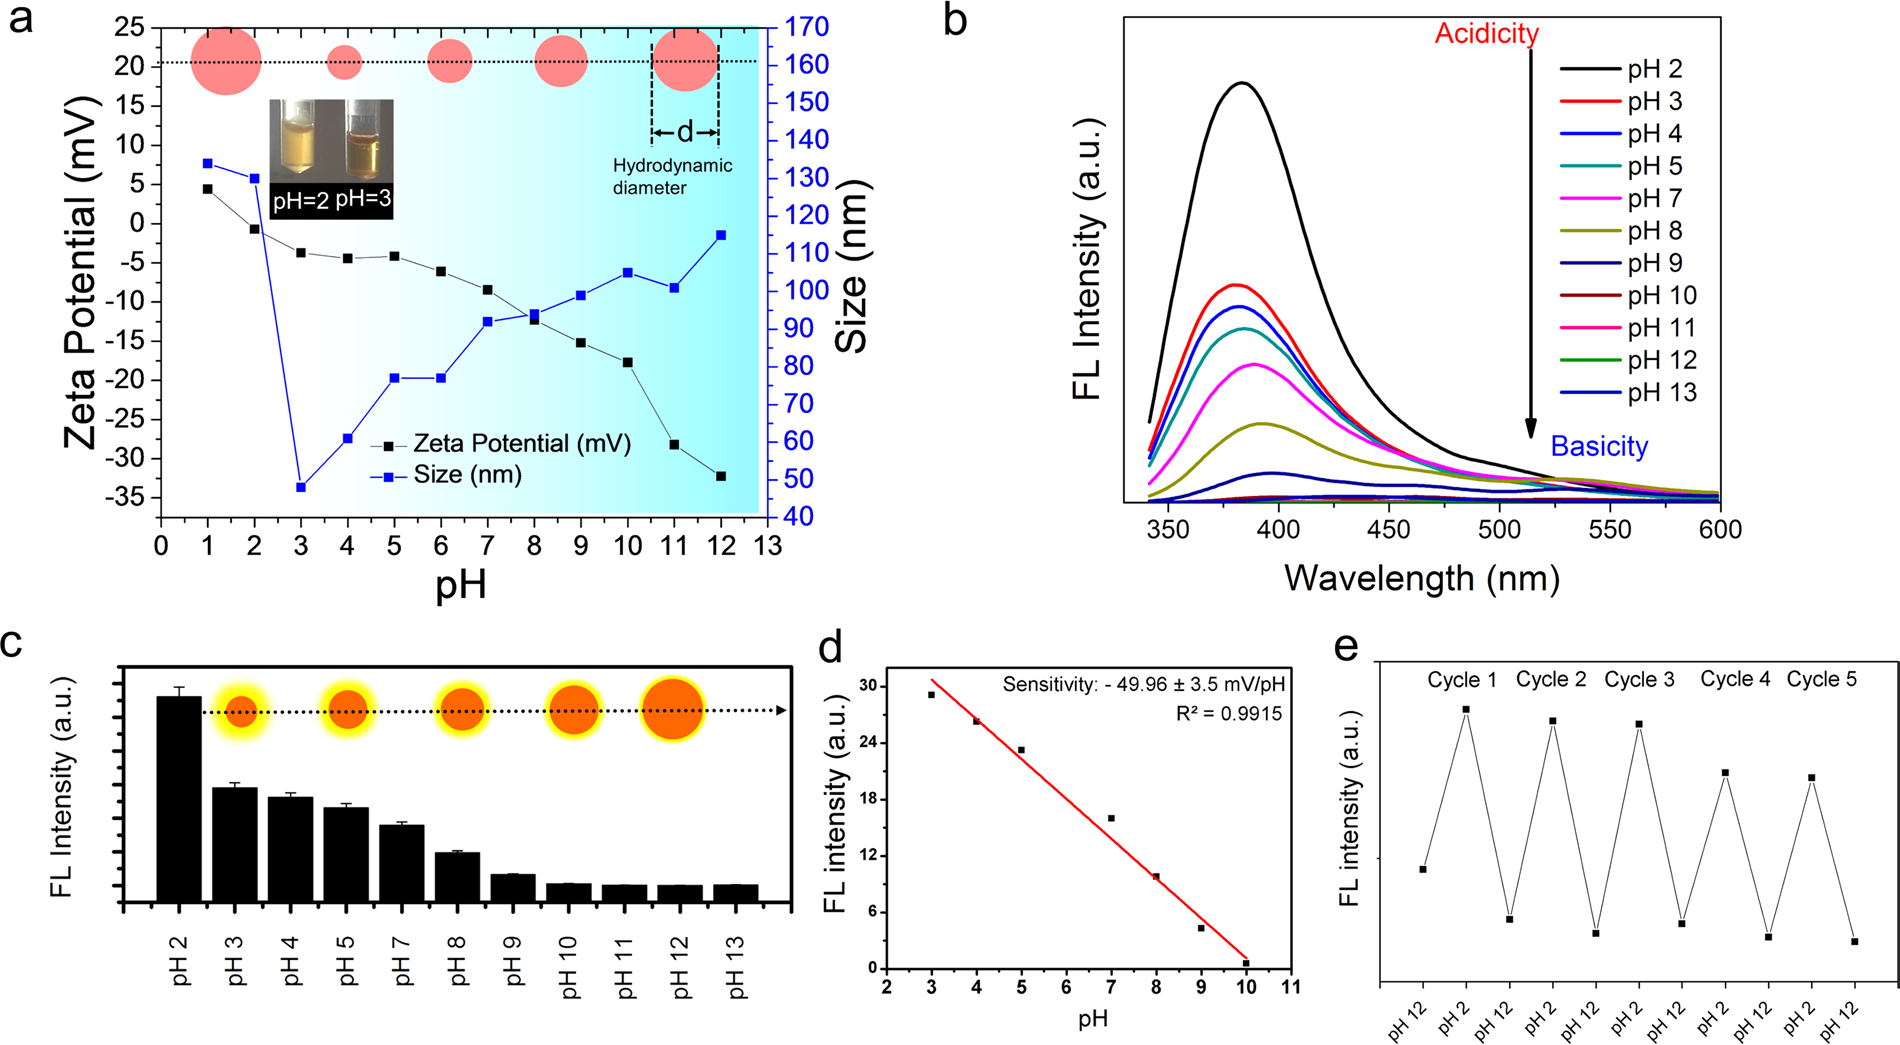 a
25
20
15
10
5
0
-5
-10
-15
-20
-25
-30
-35
Zeta Potential (mV)
170
160
150
140
130
120
110
100
90
80
70
60
50
40
Size (nm)
pH=2 pH=3
d
Hydrodynamic
diameter
Zeta Potential (mV)
Size (nm)
0 1 2 3 4 5 6 7 8 9 10 11 12 13
pH
b
FL Intensity (a.u.)
Acidicity
Basicity
pH 2
pH 3
pH 4
pH 5
pH 7
pH 8
pH 9
pH 10
pH 11
pH 12
pH 13
350 400 450 500 550 600
Wavelength (nm)
c
FL Intensity (a.u.)
pH 2 pH 3 pH 4 pH 5 pH 7 pH 8 pH 9 pH 10 pH 11 pH 12 pH 13
d
FL intensity (a.u.)
30
24
18
12
6
0
Sensitivity: - 49.96 ± 3.5 mV/pH
R² = 0.9915
2 3 4 5 6 7 8 9 10 11
pH
e
FL intensity (a.u.)
Cycle 1 Cycle 2 Cycle 3 Cycle 4 Cycle 5
pH 12 pH 2 pH 12 pH 2 pH 12 pH 2 pH 12 pH 2 pH 12 pH 2 pH 12